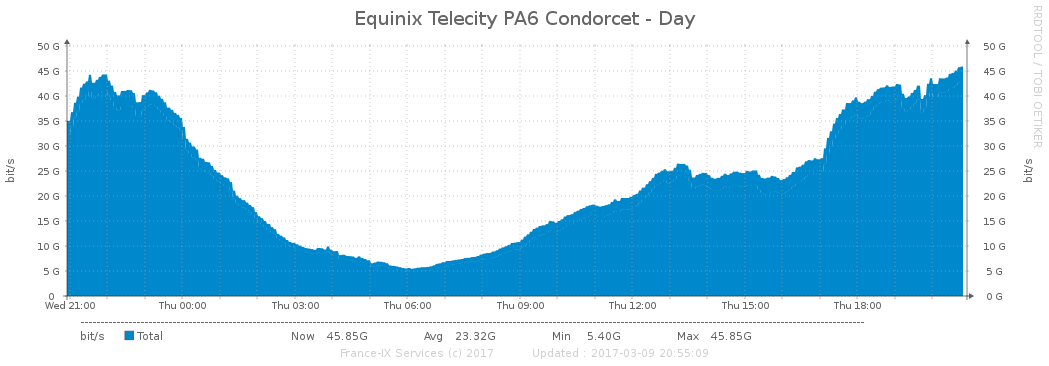 Equinix Telecity PA6 Condorcet - Day
RRDTOOL / TOBI OETIKER
50 G 50 G
45 G 45 G
40 G 40 G
35 G 35 G
30 G 30 G
25 G 25 G
20 G 20 G
15 G 15 G
10 G 10 G
5 G 5 G
0 0 G
bit/s bit/s
Wed 21:00 Thu 00:00 Thu 03:00 Thu 06:00 Thu 09:00 Thu 12:00 Thu 15:00 Thu 18:00
bit/s Total Now 45.85G Avg 23.32G Min 5.40G Max 45.85G
France-IX Services (c) 2017 Updated : 2017-03-09 20:55:09